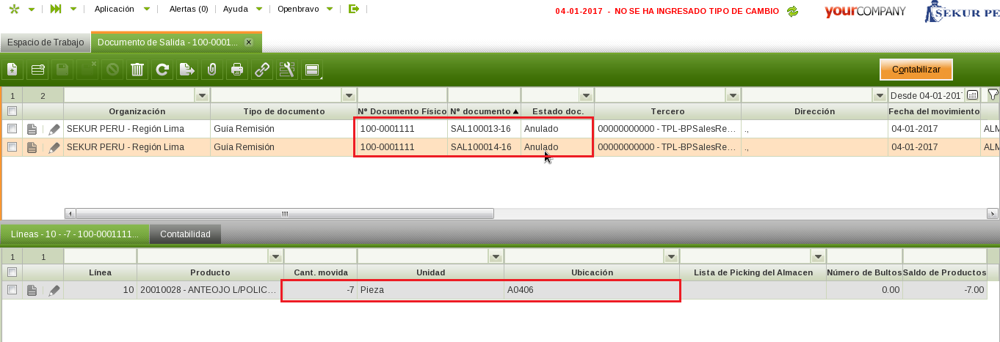 Aplicación Alertas (0) Ayuda Openbravo 04-01-2017 - NO SE HA INGRESADO TIPO DE CAMBIO yourCOMPANY SEKUR PE
Espacio de Trabajo Documento de Salida - 100-0001... x
Contabilizar
1 2 Desde 04-01-201
Organización Tipo de documento Nº Documento Físico Nº documento Estado doc. Tercero Dirección Fecha del movimiento
SEKUR PERU - Región Lima Guía Remisión 100-0001111 SAL100013-16 Anulado 00000000000 - TPL-BPSalesRe... ., 04-01-2017 ALM
SEKUR PERU - Región Lima Guía Remisión 100-0001111 SAL100014-16 Anulado 00000000000 - TPL-BPSalesRe... ., 04-01-2017 ALM
Líneas - 10 - -7 - 100-0001111... Contabilidad
1 1
Línea Producto Cant. movida Unidad Ubicación Lista de Picking del Almacen Número de Bultos Saldo de Productos
10 20010028 - ANTEOJO L/POLIC... -7 Pieza A0406 0.00 -7.00